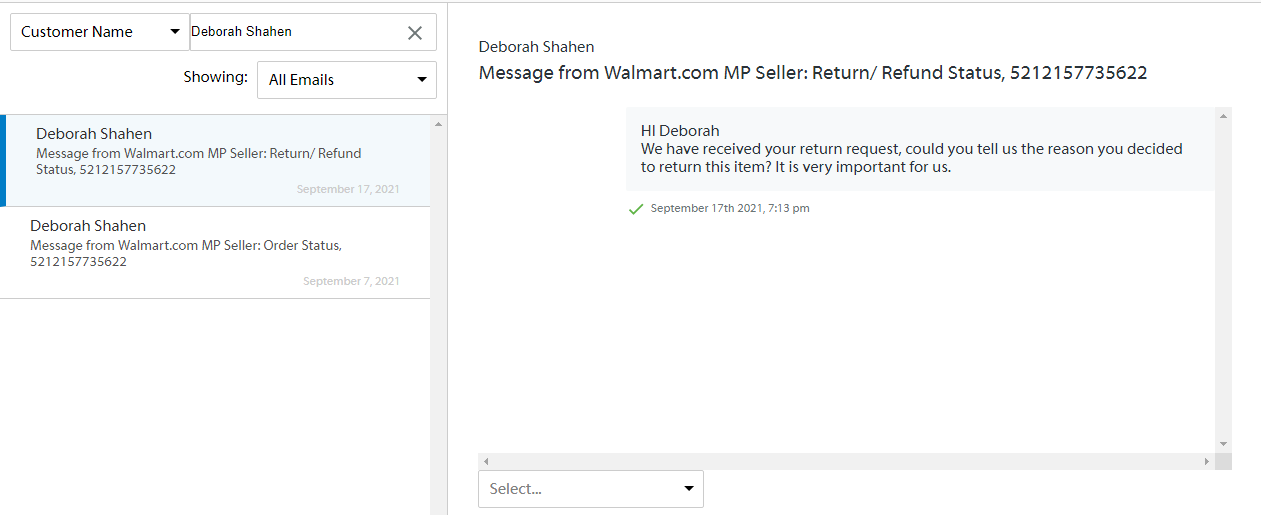 Customer Name
Deborah Shahen
Showing:
All Emails
Deborah Shahen
Message from Walmart.com MP Seller: Return/ Refund
Status, 5212157735622
September 17, 2021
Deborah Shahen
Message from Walmart.com MP Seller: Order Status,
5212157735622
September 7, 2021
Deborah Shahen
Message from Walmart.com MP Seller: Return/ Refund Status, 5212157735622
HI Deborah
We have received your return request, could you tell us the reason you decided
to return this item? It is very important for us.
September 17th 2021, 7:13 pm
Select...